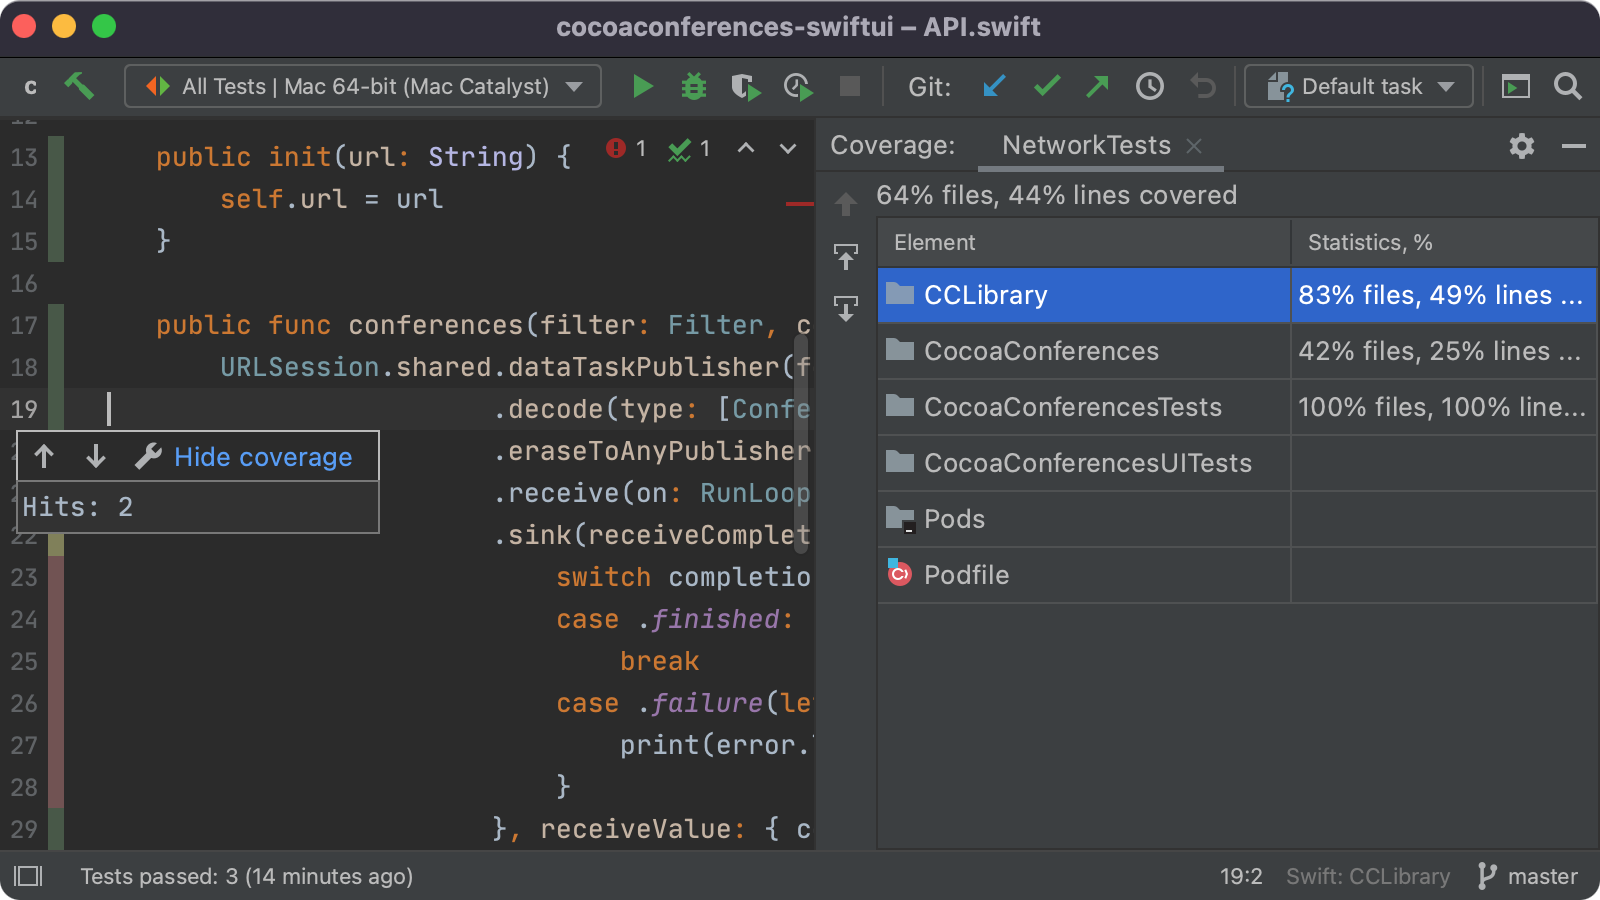 cocoaconferences-swiftui – API.swift
c
All Tests | Mac 64-bit (Mac Catalyst)
Git:
Default task
13 public init(url: String) {
1
1
14 self.url = url
15 }
16
17 public func conferences(filter: Filter, c
18 URLSession.shared.dataTaskPublisher(f
19 .decode(type: [Confe
.eraseToAnyPublisher
.receive(on: RunLoop
22 .sink(receiveComplet
23 switch completio
24 case .finished:
25 break
26 case .failure(le
27 print(error.
28 }
29 }, receiveValue: { c
Hide coverage
Hits: 2
Coverage: NetworkTests
64% files, 44% lines covered
Element Statistics, %
CCLibrary 83% files, 49% lines ...
CocoaConferences 42% files, 25% lines ...
CocoaConferencesTests 100% files, 100% line...
CocoaConferencesUITests
Pods
Podfile
Tests passed: 3 (14 minutes ago)
19:2 Swift: CCLibrary master